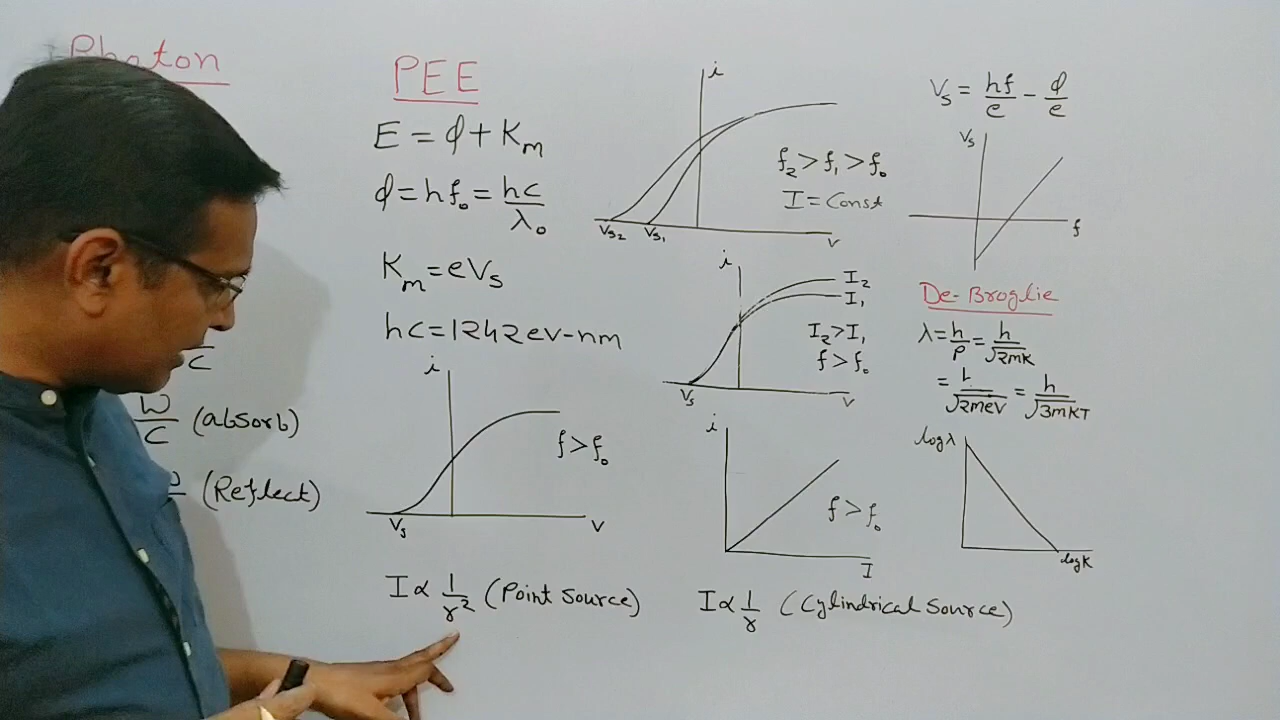 Photon
C
W/C (absorb)
(Reflect)
PEE
E = ϕ + Km
ϕ = hf₀ = hc/λ₀
Km = eVs
hc = 1242 ev-nm
i
f > f₀
Vs
V
I ∝ 1/r² (Point Source)
i
f₂ > f₁ > f₀
I = Const
Vs₂ Vs₁
V
i
I₂
I₁
I₂ > I₁
f > f₀
Vs
V
i
f > f₀
I
I ∝ 1/r (Cylindrical Source)
Vs = hf/e - ϕ/e
Vs
f
De-Broglie
λ = h/p = h/√2mK
= h/√2meV = h/√3mKT
logλ
logK